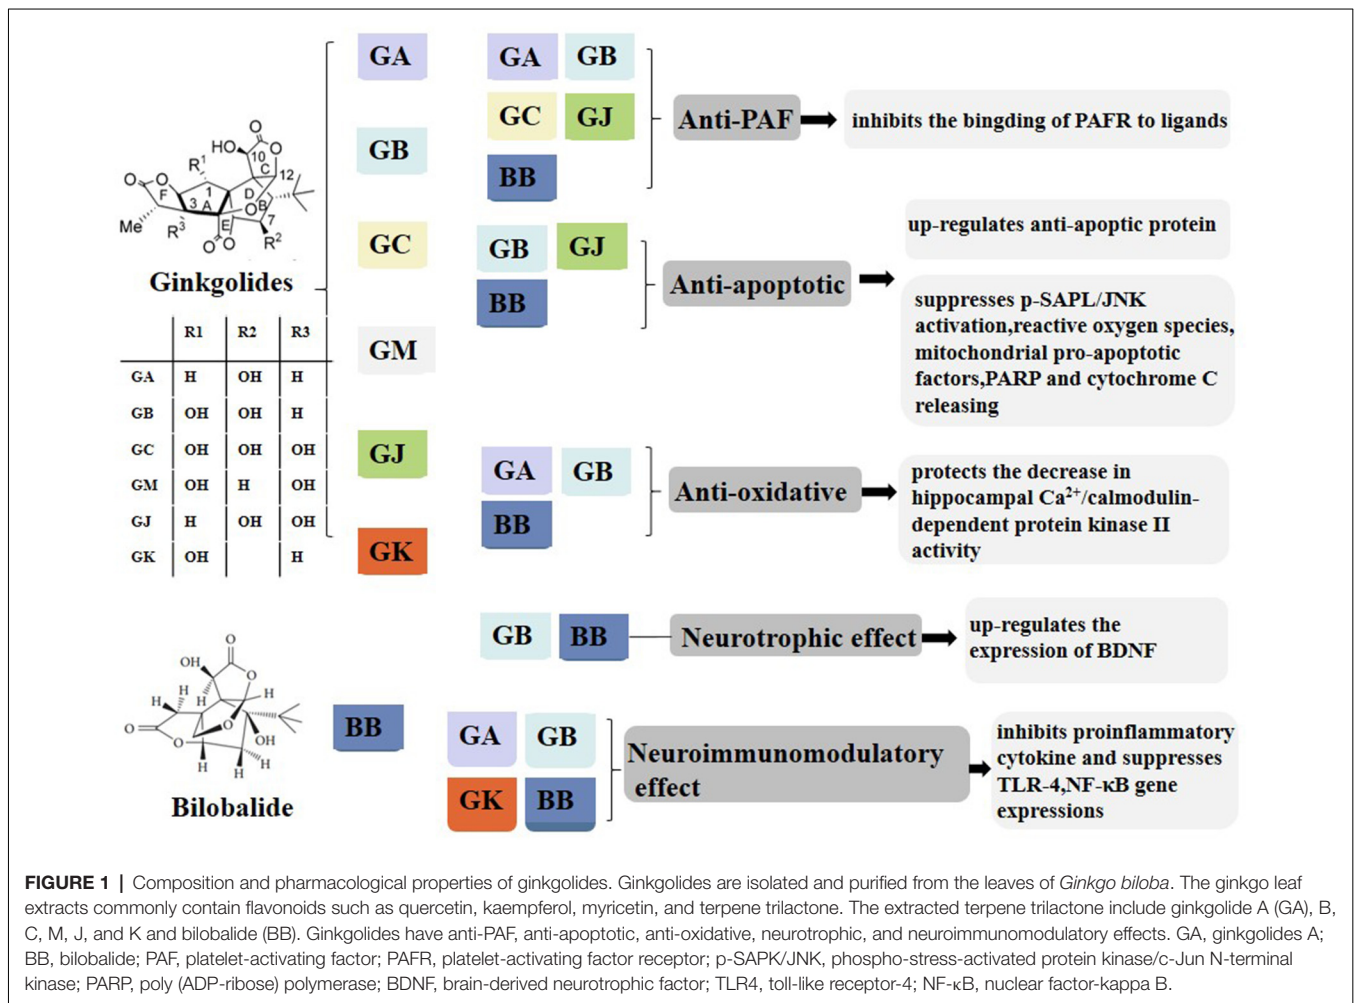 GA
GB
GC
GM
GJ
GK
O
O
HO
10
C
R¹
12
O
O
F
1
D
B
O
3
A
E
7
Me
R³
O
O
R²
Ginkgolides
R1 R2 R3
GA H OH H
GB OH OH H
GC OH OH OH
GM OH H OH
GJ H OH OH
GK OH H
O
OH
O
H
H
H
H
O
O
O
OH
H
H
H
Bilobalide
BB
GA GB
GC GJ
BB
Anti-PAF
inhibits the bingding of PAFR to ligands
GB GJ
BB
Anti-apoptotic
up-regulates anti-apoptic protein
suppresses p-SAPL/JNK
activation,reactive oxygen species,
mitochondrial pro-apoptotic
factors,PARP and cytochrome C
releasing
GA GB
BB
Anti-oxidative
protects the decrease in
hippocampal Ca²⁺/calmodulin-
dependent protein kinase II
activity
GB BB
Neurotrophic effect
up-regulates the
expression of BDNF
GA GB
GK BB
Neuroimmunomodulatory
effect
inhibits proinflammatory
cytokine and suppresses
TLR-4,NF-κB gene
expressions
FIGURE 1 | Composition and pharmacological properties of ginkgolides. Ginkgolides are isolated and purified from the leaves of Ginkgo biloba. The ginkgo leaf
extracts commonly contain flavonoids such as quercetin, kaempferol, myricetin, and terpene trilactone. The extracted terpene trilactone include ginkgolide A (GA), B,
C, M, J, and K and bilobalide (BB). Ginkgolides have anti-PAF, anti-apoptotic, anti-oxidative, neurotrophic, and neuroimmunomodulatory effects. GA, ginkgolides A;
BB, bilobalide; PAF, platelet-activating factor; PAFR, platelet-activating factor receptor; p-SAPK/JNK, phospho-stress-activated protein kinase/c-Jun N-terminal
kinase; PARP, poly (ADP-ribose) polymerase; BDNF, brain-derived neurotrophic factor; TLR4, toll-like receptor-4; NF-κB, nuclear factor-kappa B.